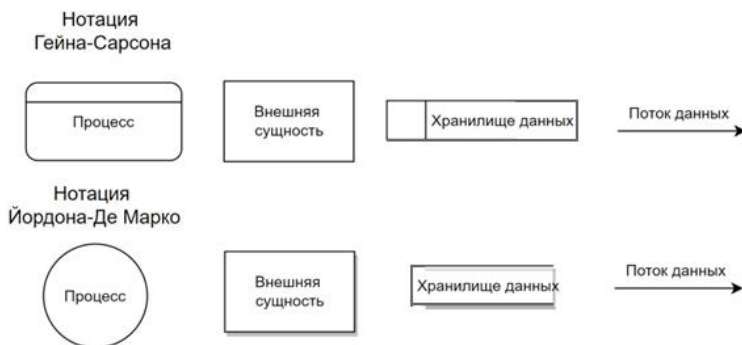 Нотация
Гейна-Сарсона
Процесс
Внешняя
сущность
Хранилище данных
Поток данных
Нотация
Йордона-Де Марко
Процесс
Внешняя
сущность
Хранилище данных
Поток данных